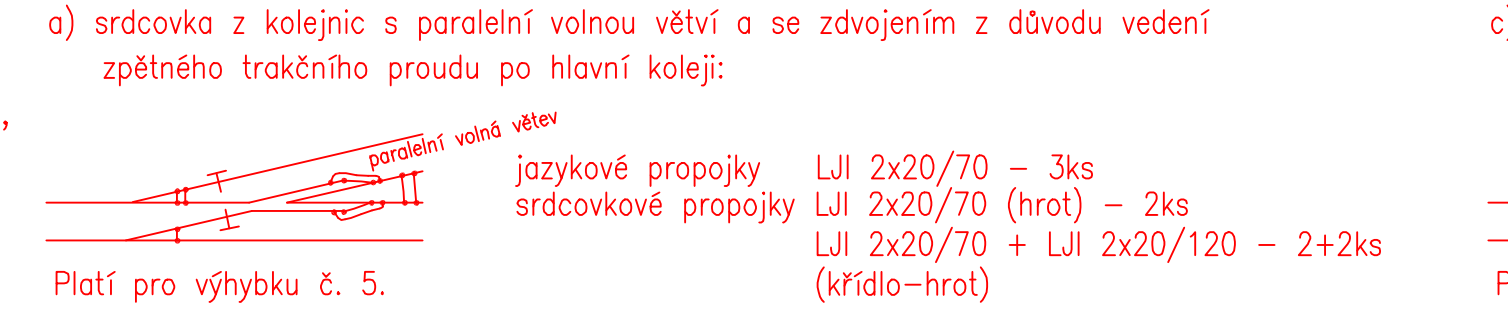 a) srdcovka z kolejnic s paralelní volnou větví a se zdvojením z důvodu vedení
zpětného trakčního proudu po hlavní koleji:
c)
,
paralelní volná větev
jazykové propojky LJI 2x20/70 – 3ks
srdcovkové propojky LJI 2x20/70 (hrot) – 2ks
LJI 2x20/70 + LJI 2x20/120 – 2+2ks
(křídlo–hrot)
Platí pro výhybku č. 5.
P